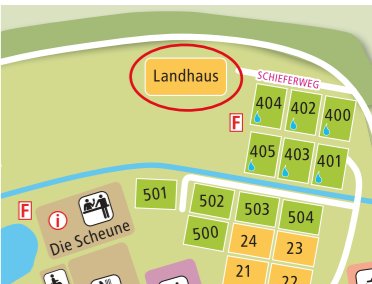 Landhaus
SCHIEFERWEG
404 402 400
F
405 403 401
501 502 503 504
F
i
Die Scheune
500 24 23
21 22